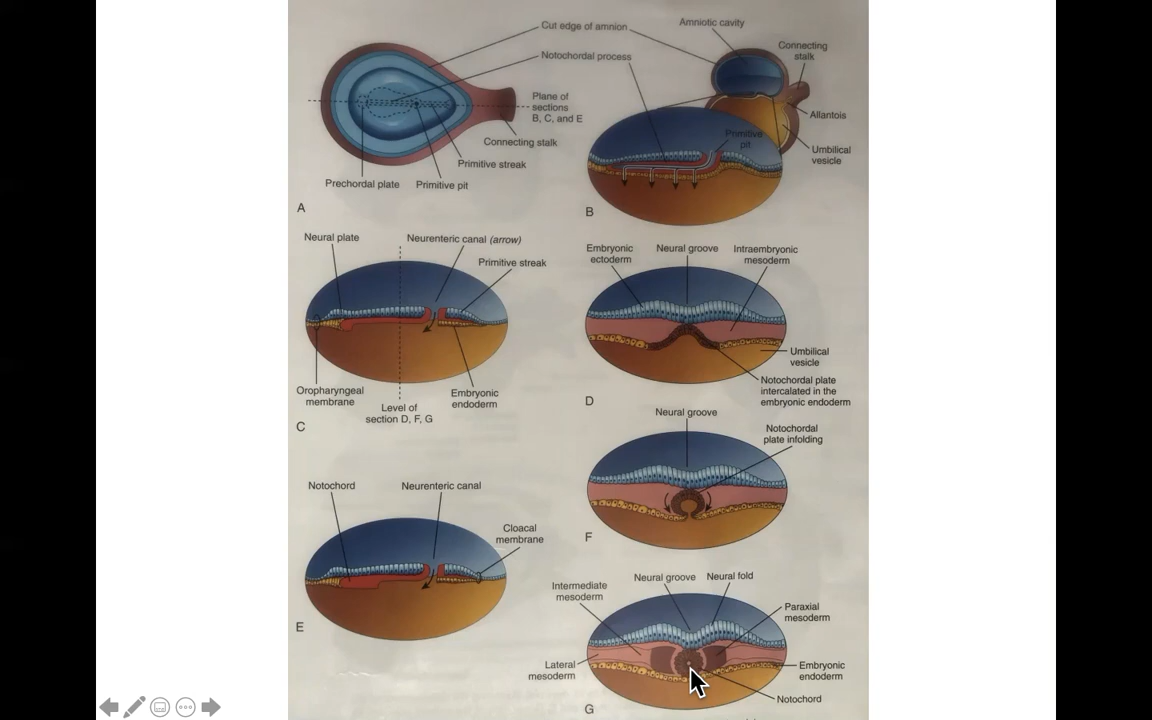 Cut edge of amnion
Amniotic cavity
Connecting
stalk
Notochordal process
Plane of
sections
B, C, and E
Allantois
Primitive
pit
Connecting stalk
Umbilical
vesicle
Primitive streak
Prechordal plate
Primitive pit
A
B
Neural plate
Neurenteric canal (arrow)
Primitive streak
Oropharyngeal
membrane
Level of
section D, F, G
Embryonic
endoderm
C
Embryonic
ectoderm
Neural groove
Intraembryonic
mesoderm
Umbilical
vesicle
Notochordal plate
intercalated in the
embryonic endoderm
D
Neural groove
Notochordal
plate infolding
F
Notochord
Neurenteric canal
Cloacal
membrane
E
Intermediate
mesoderm
Neural groove
Neural fold
Paraxial
mesoderm
Lateral
mesoderm
Embryonic
endoderm
Notochord
G